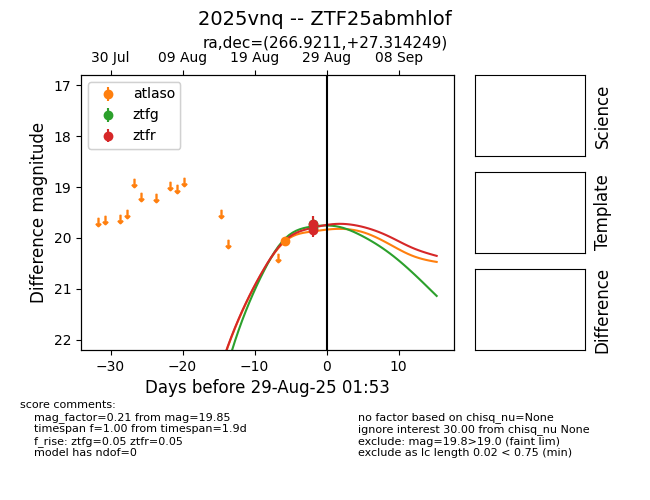 2025vnq -- ZTF25abmhlof
ra,dec=(266.9211,+27.314249)
30 Jul 09 Aug 19 Aug 29 Aug 08 Sep
17
18
19
20
21
22
Difference magnitude
atlaso
ztfg
ztfr
−30 −20 −10 0 10
Days before 29-Aug-25 01:53
Science
Template
Difference
score comments:
mag_factor=0.21 from mag=19.85
timespan f=1.00 from timespan=1.9d
f_rise: ztfg=0.05 ztfr=0.05
model has ndof=0
no factor based on chisq_nu=None
ignore interest 30.00 from chisq_nu None
exclude: mag=19.8>19.0 (faint lim)
exclude as lc length 0.02 < 0.75 (min)